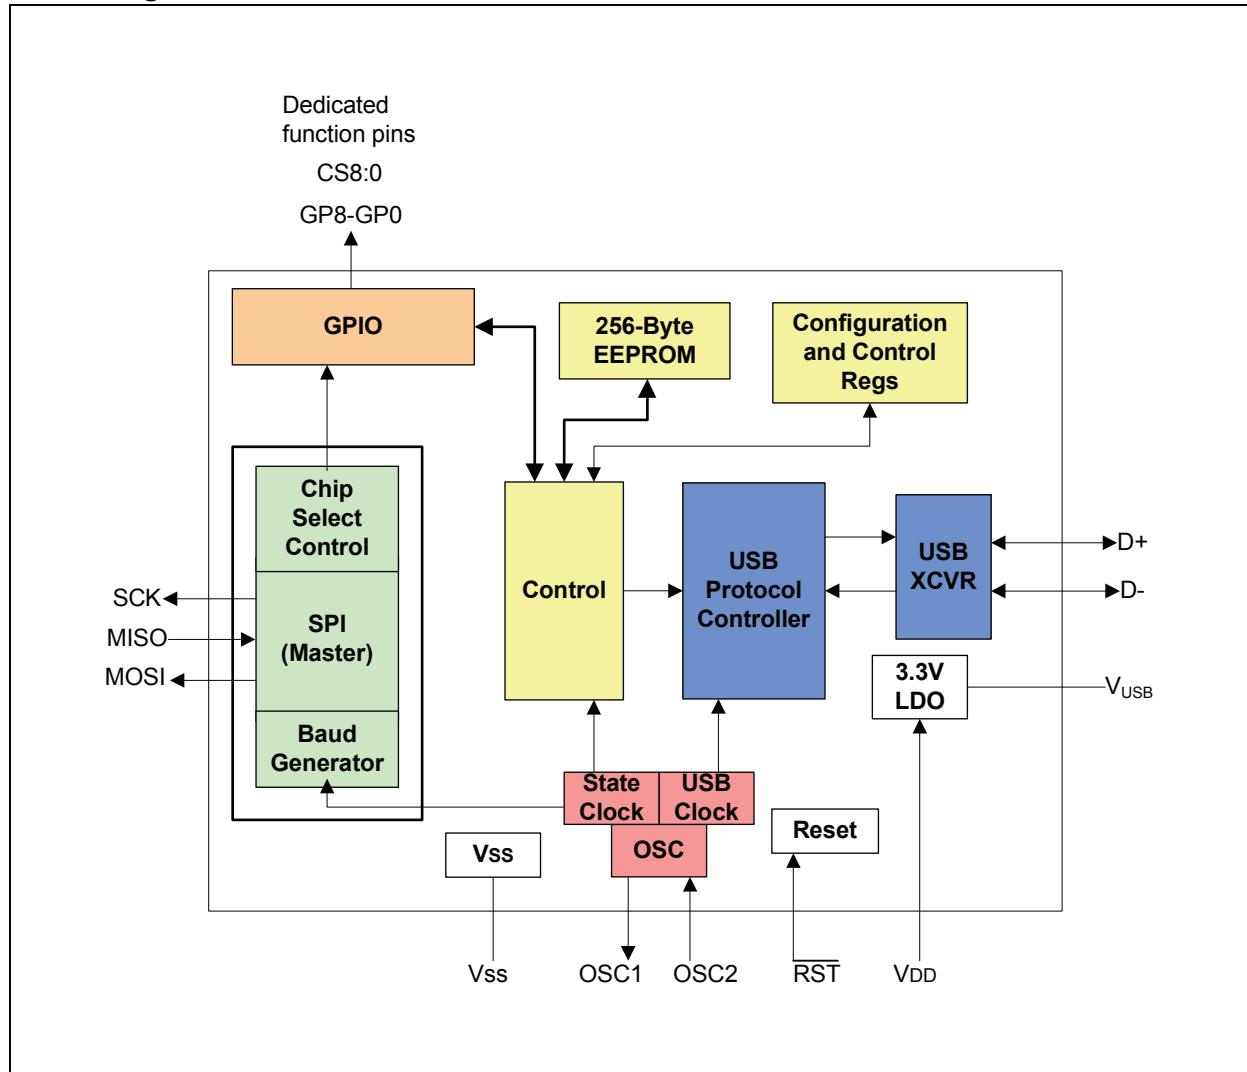 Dedicated
function pins
CS8:0
GP8-GP0
GPIO
256-Byte
EEPROM
Configuration
and Control
Regs
Chip
Select
Control
SPI
(Master)
Baud
Generator
SCK
MISO
MOSI
Control
USB
Protocol
Controller
USB
XCVR
D+
D-
3.3V
LDO
VUSB
State
Clock
USB
Clock
OSC
Reset
Vss
Vss
OSC1
OSC2
RST
VDD